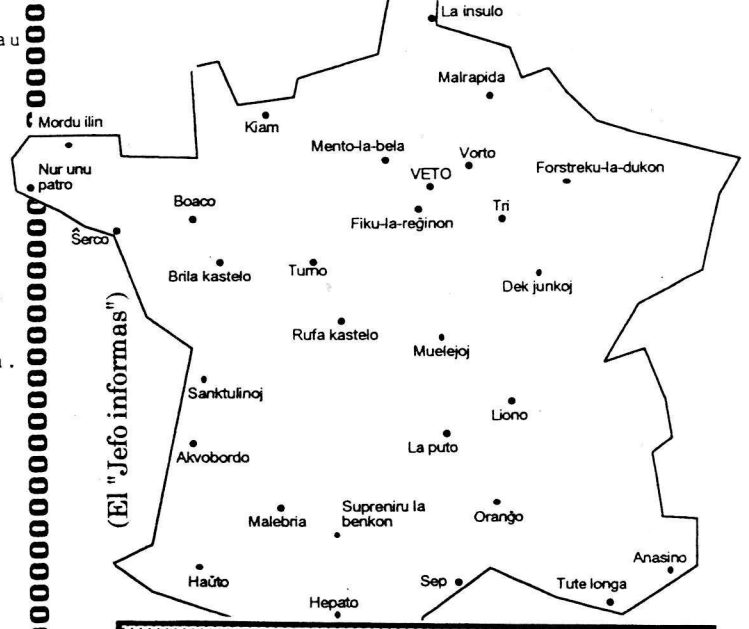 au
La insulo
Malrapida
Mordu ilin
Kiam
Mento-la-bela
Vorto
Forstreku-la-dukon
VETO
Nur unu
patro
Boaco
Tri
Fiku-la-reĝinon
Ŝerco
Brila kastelo
Turno
Dek junkoj
Rufa kastelo
Muelejoj
(El "Jefo informas")
Sanktulinoj
Liono
La puto
Akvobordo
Malebria
Supreniru la
benkon
Oranĝo
Haŭto
Sep
Anasino
Tute longa
Hepato